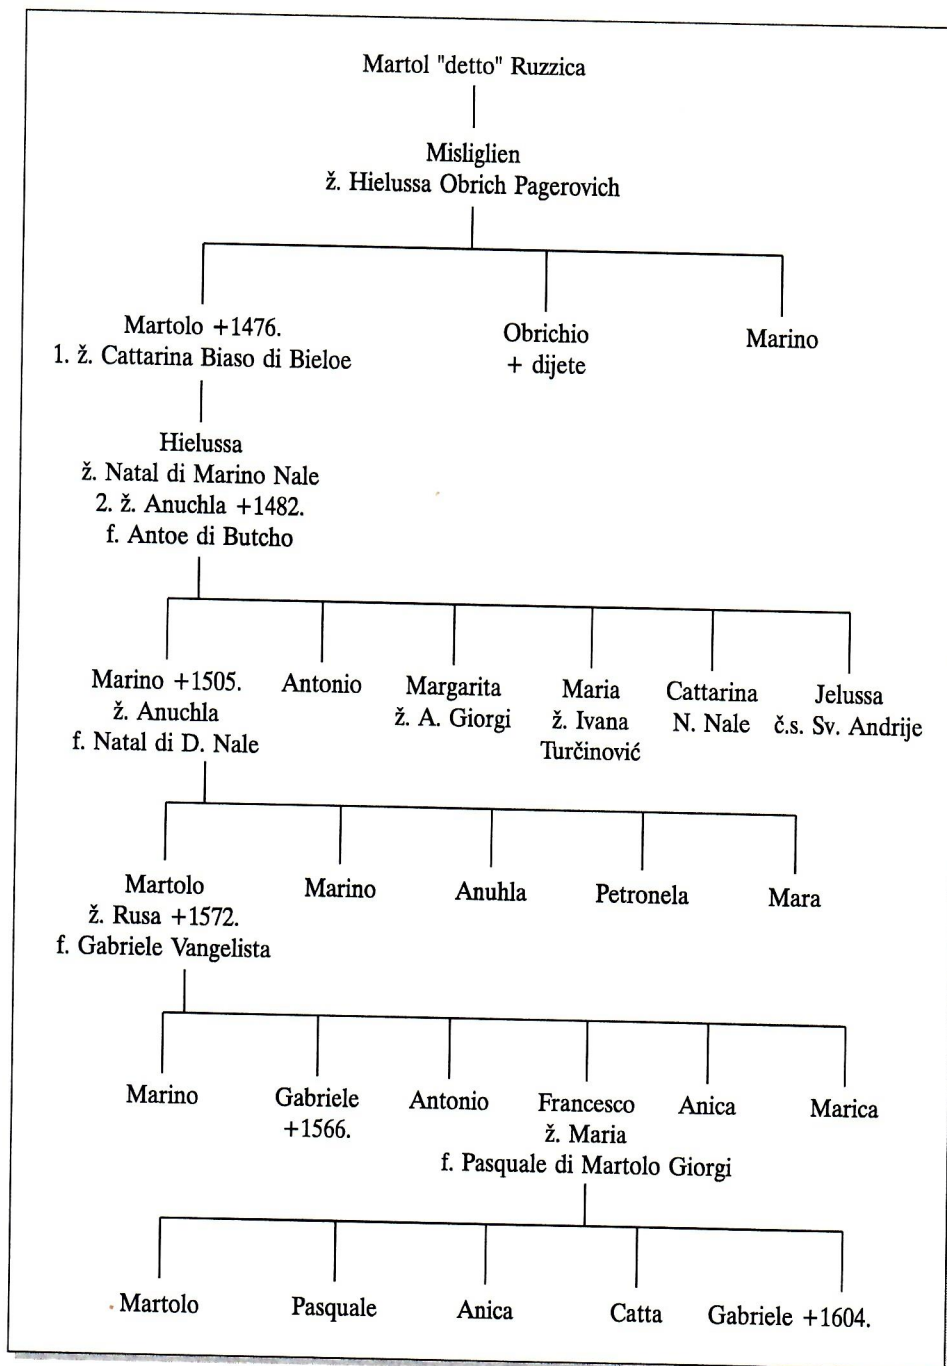 Martol "detto" Ruzzica
Misliglien
ž. Hielussa Obrich Pagerovich
Martolo +1476.
1. ž. Cattarina Biaso di Bieloe
Obrichio
+ dijete
Marino
Hielussa
ž. Natal di Marino Nale
2. ž. Anuchla +1482.
f. Antoe di Butcho
Marino +1505.
ž. Anuchla
f. Natal di D. Nale
Antonio
Margarita
ž. A. Giorgi
Maria
ž. Ivana
Turčinović
Cattarina
N. Nale
Jelussa
č.s. Sv. Andrije
Martolo
ž. Rusa +1572.
f. Gabriele Vangelista
Marino
Anuhla
Petronela
Mara
Marino
Gabriele
+1566.
Antonio
Francesco
ž. Maria
f. Pasquale di Martolo Giorgi
Anica
Marica
Martolo
Pasquale
Anica
Catta
Gabriele +1604.